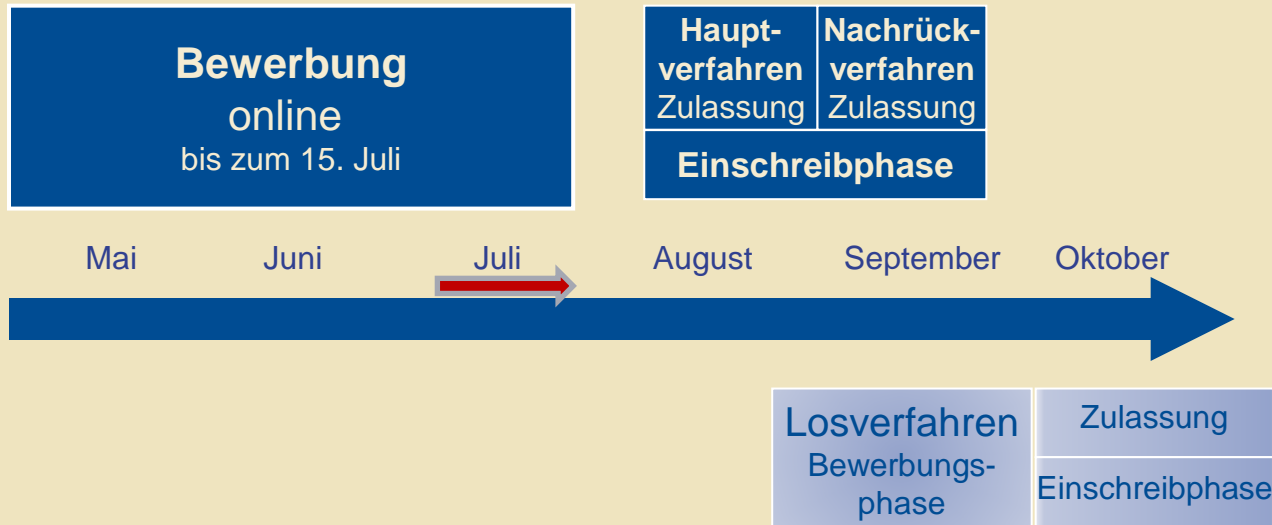 Bewerbung
online
bis zum 15. Juli
Haupt-
verfahren
Zulassung
Nachrück-
verfahren
Zulassung
Einschreibphase
Mai Juni Juli August September Oktober
Losverfahren
Bewerbungs-
phase
Zulassung
Einschreibphase